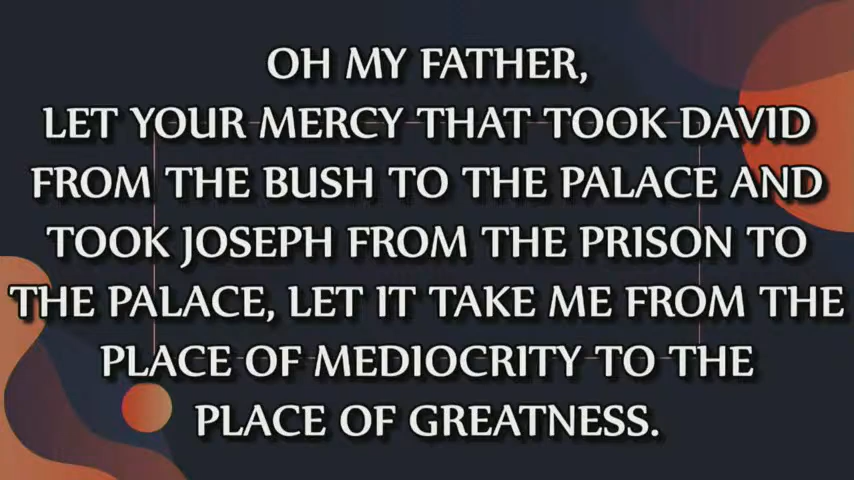 OH MY FATHER,
LET YOUR MERCY THAT TOOK DAVID
FROM THE BUSH TO THE PALACE AND
TOOK JOSEPH FROM THE PRISON TO
THE PALACE, LET IT TAKE ME FROM THE
PLACE OF MEDIOCRITY TO THE
PLACE OF GREATNESS.